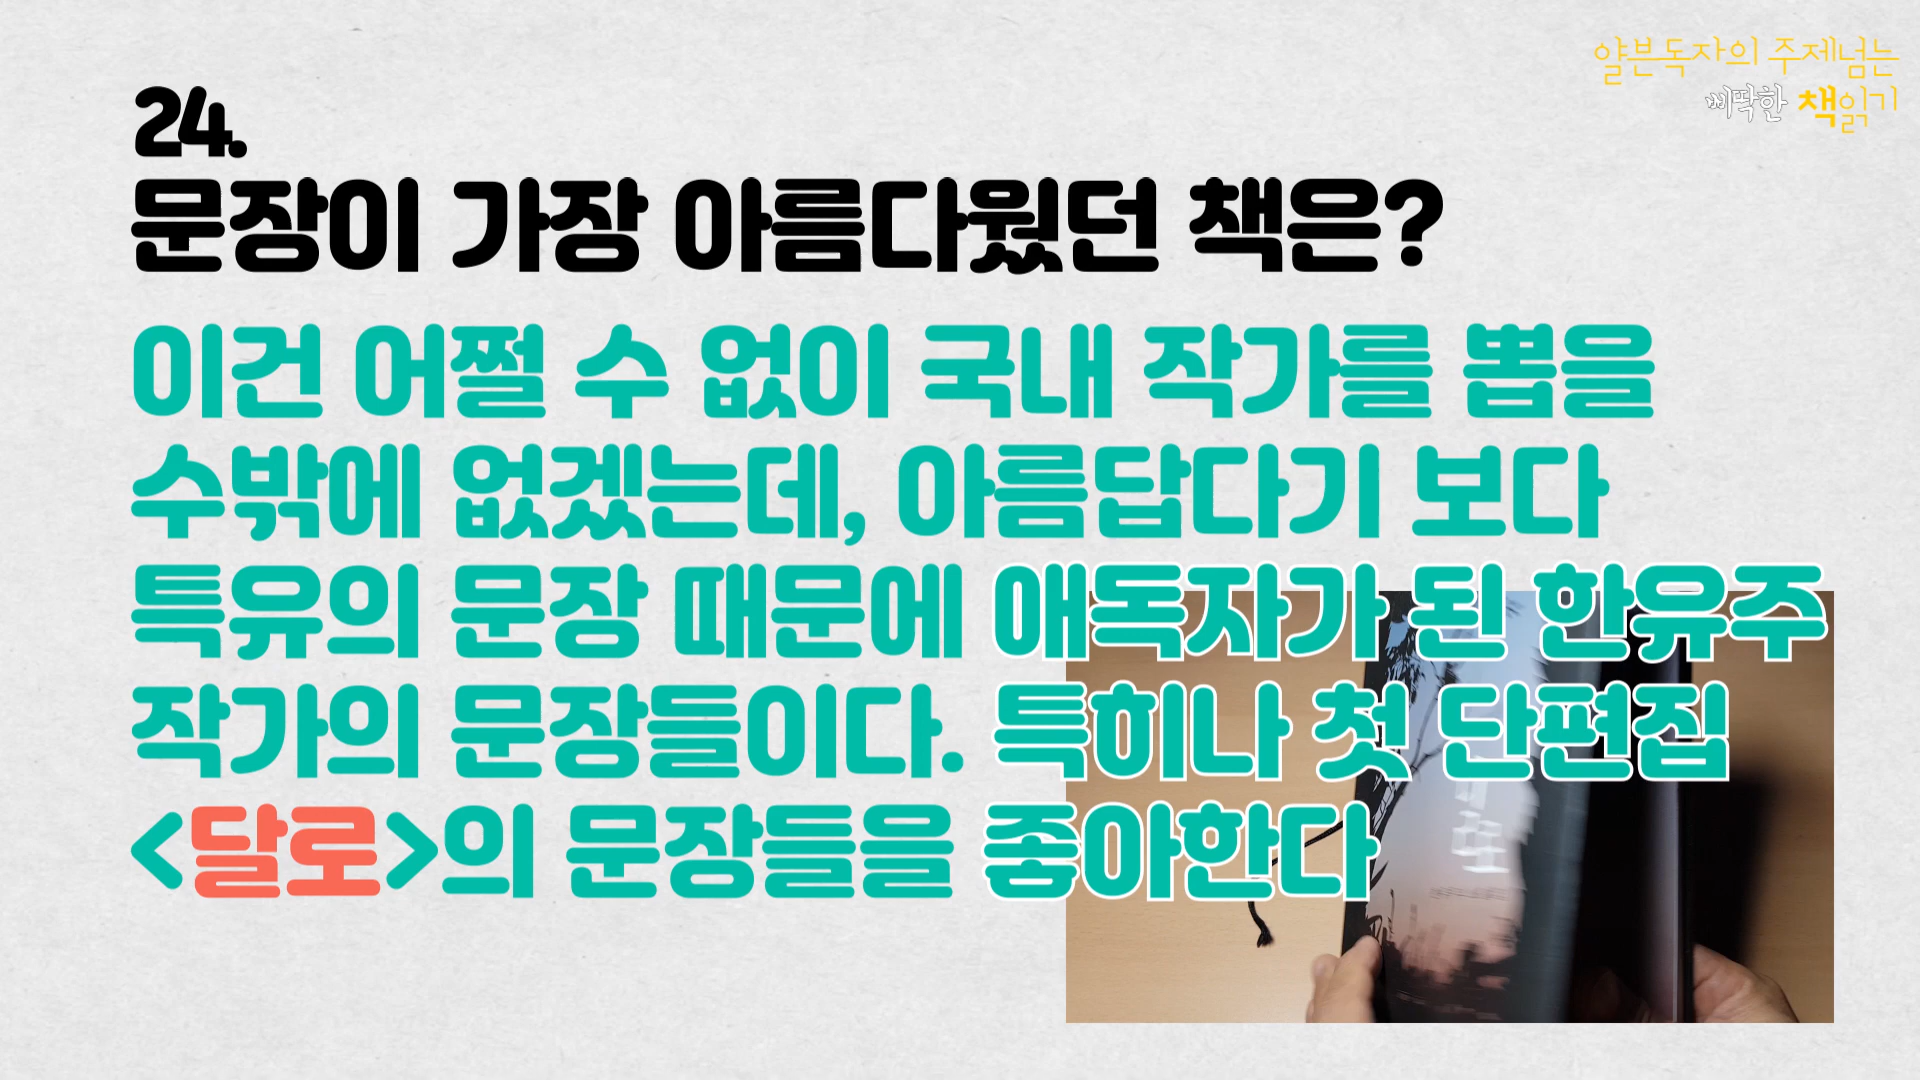 얄븐독자의 주제넘는
삐딱한 책읽기
24.
문장이 가장 아름다웠던 책은?
이건 어쩔 수 없이 국내 작가를 뽑을
수밖에 없겠는데, 아름답다기 보다
특유의 문장 때문에 애독자가 된 한유주
작가의 문장들이다. 특히나 첫 단편집
<달로>의 문장들을 좋아한다